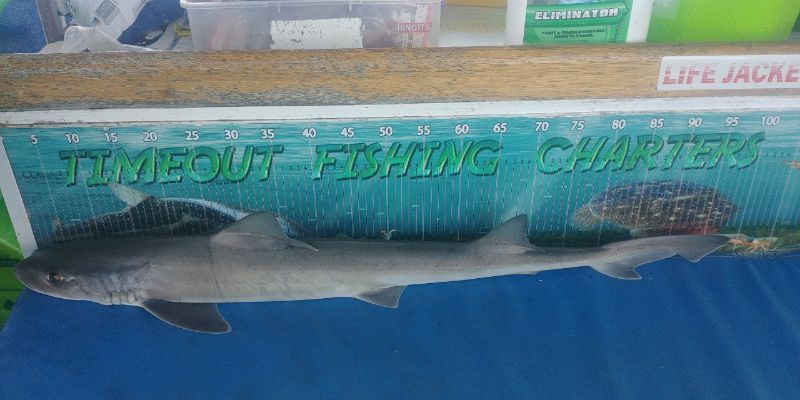 ARNOTTS
ELIMINATOR
LIFE JACKE
5 10 15 20 25 30 35 40 45 50 55 60 65 70 75 80 85 90 95 100
TIMEOUT FISHING CHARTERS